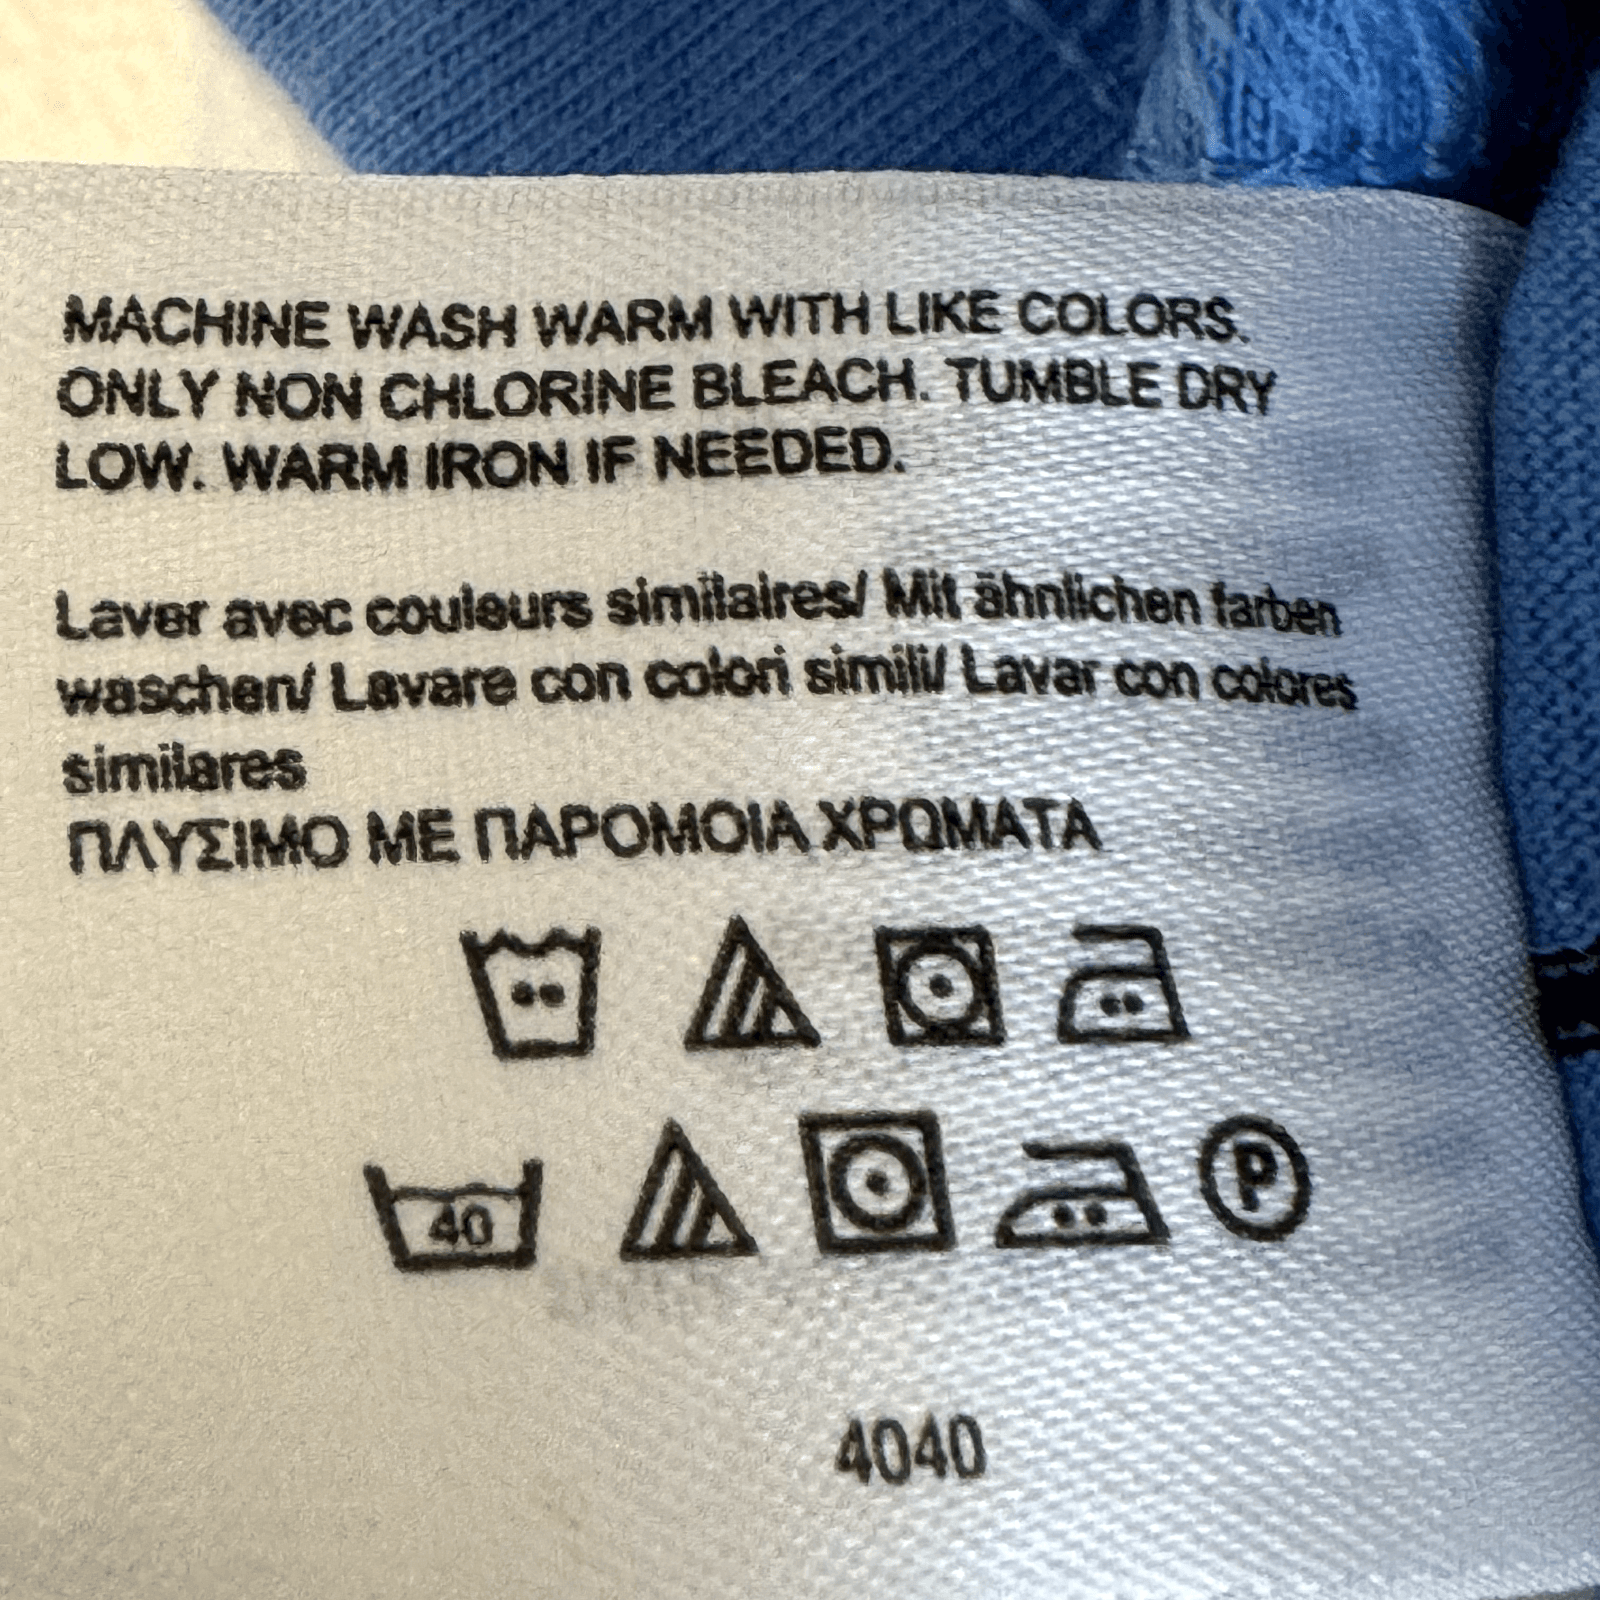 MACHINE WASH WARM WITH LIKE COLORS.
ONLY NON CHLORINE BLEACH. TUMBLE DRY
LOW. WARM IRON IF NEEDED.
Laver avec couleurs similaires/ Mit ähnlichen farben
waschen/ Lavare con colori simili/ Lavar con colores
similares
ΠΛΥΣΙΜΟ ΜΕ ΠΑΡΟΜΟΙΑ ΧΡΩΜΑΤΑ
40 P
4040